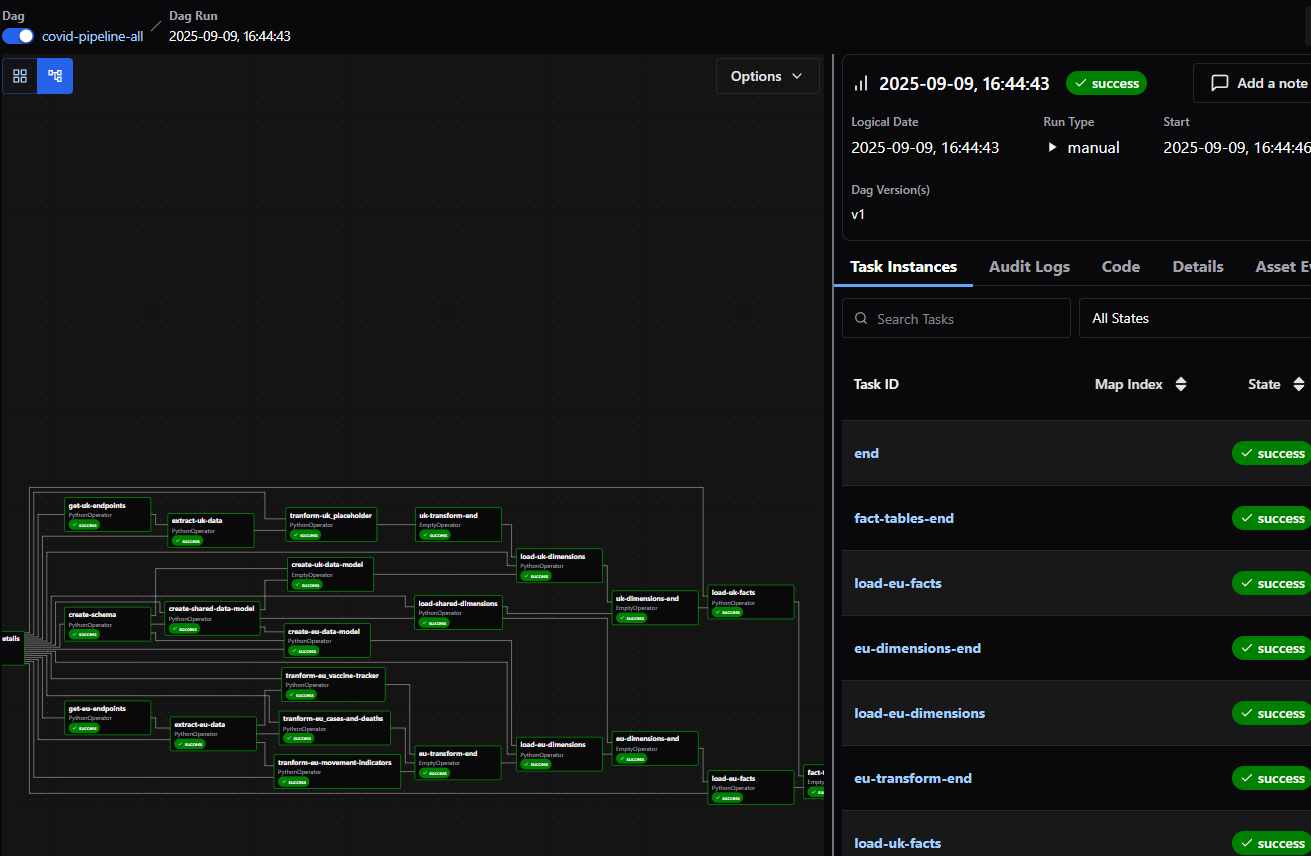 Dag
covid-pipeline-all
Dag Run
2025-09-09, 16:44:43
Options
get-uk-endpoints
PythonOperator
success
extract-uk-data
PythonOperator
success
tranform-uk_placeholder
PythonOperator
success
uk-transform-end
EmptyOperator
success
create-uk-data-model
EmptyOperator
success
load-uk-dimensions
PythonOperator
success
create-schema
PythonOperator
success
create-shared-data-model
PythonOperator
success
load-shared-dimensions
PythonOperator
success
uk-dimensions-end
EmptyOperator
success
load-uk-facts
PythonOperator
success
create-eu-data-model
PythonOperator
success
etails
tranform-eu_vaccine-tracker
PythonOperator
success
get-eu-endpoints
PythonOperator
success
extract-eu-data
PythonOperator
success
tranform-eu_cases-and-deaths
PythonOperator
success
tranform-eu-movement-indicators
PythonOperator
success
eu-transform-end
EmptyOperator
success
load-eu-dimensions
PythonOperator
success
eu-dimensions-end
EmptyOperator
success
load-eu-facts
PythonOperator
success
fact-t
Empty
su
2025-09-09, 16:44:43
success
Add a note
Logical Date
Run Type
Start
2025-09-09, 16:44:43
manual
2025-09-09, 16:44:46
Dag Version(s)
v1
Task Instances
Audit Logs
Code
Details
Asset Ev
Search Tasks
All States
Task ID
Map Index
State
end
success
fact-tables-end
success
load-eu-facts
success
eu-dimensions-end
success
load-eu-dimensions
success
eu-transform-end
success
load-uk-facts
success